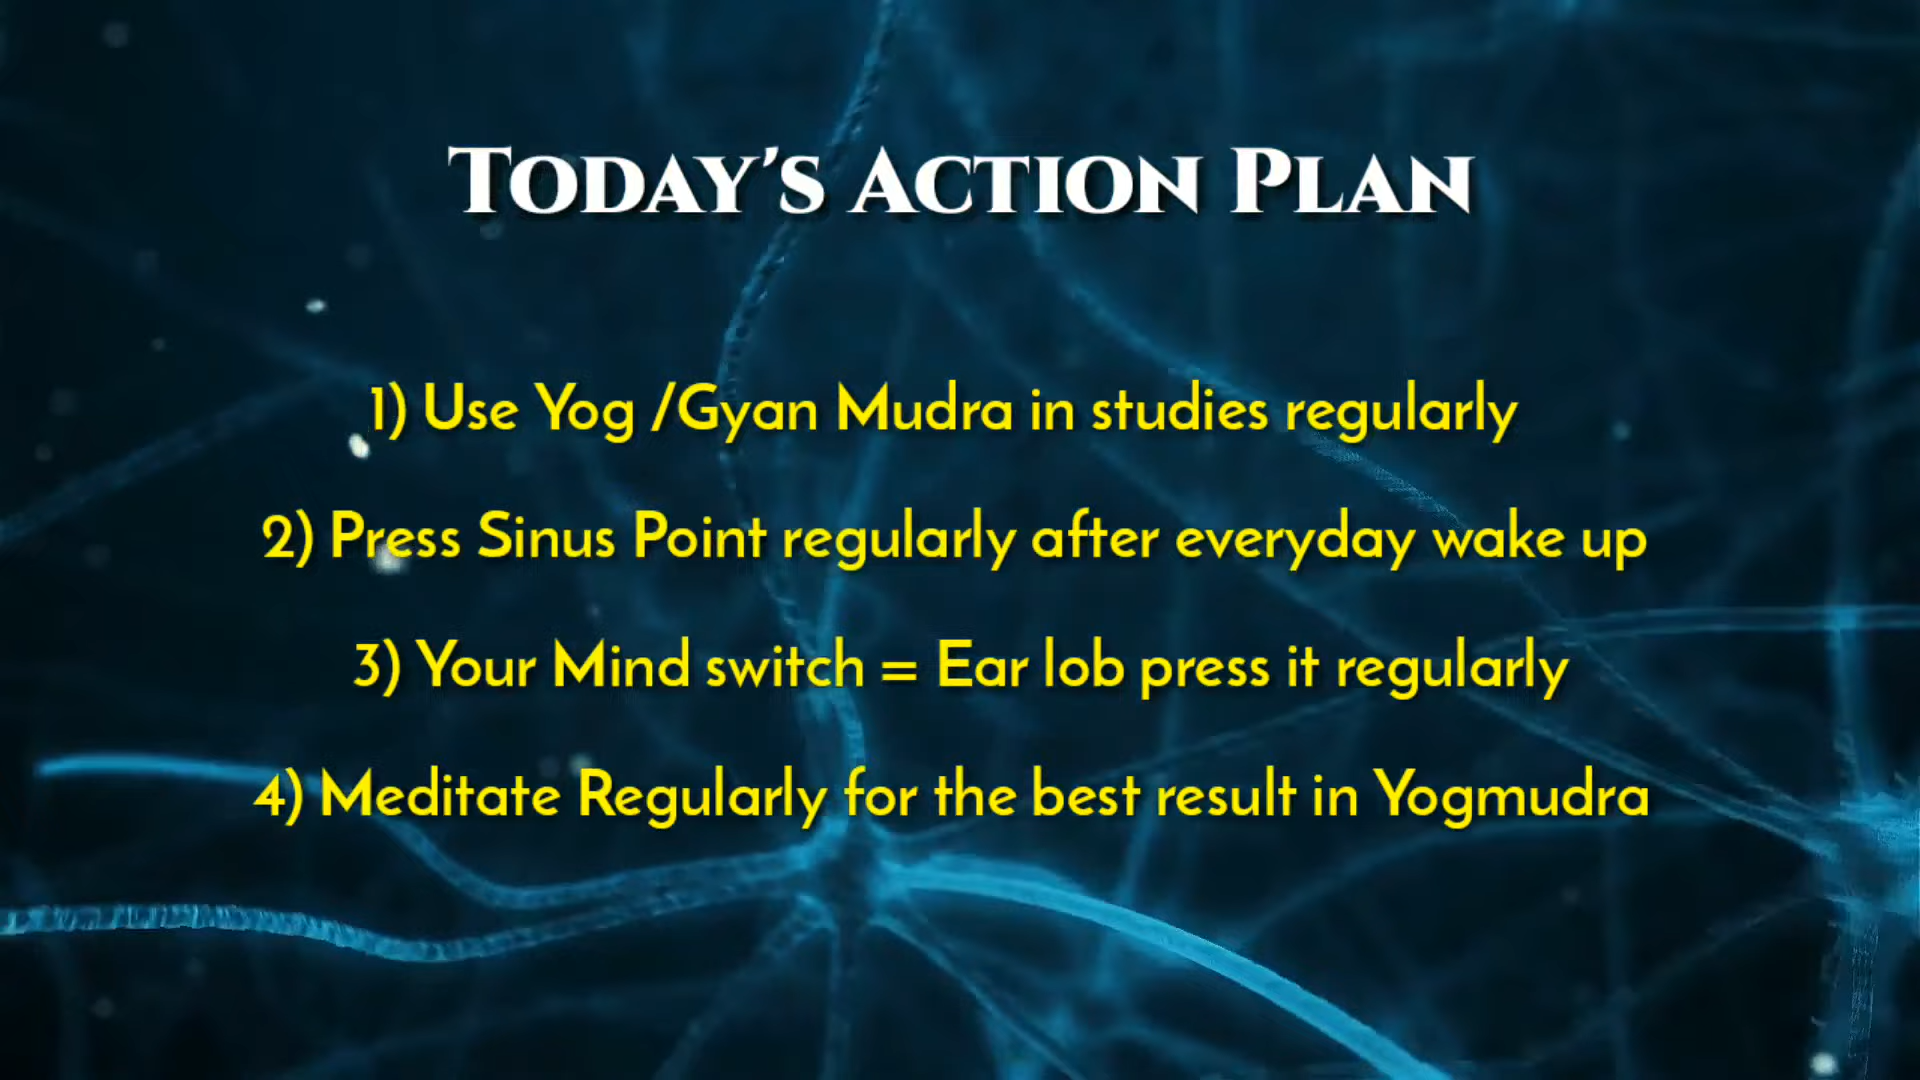 Today's Action Plan
1) Use Yog /Gyan Mudra in studies regularly
2) Press Sinus Point regularly after everyday wake up
3) Your Mind switch = Ear lob press it regularly
4) Meditate Regularly for the best result in Yogmudra